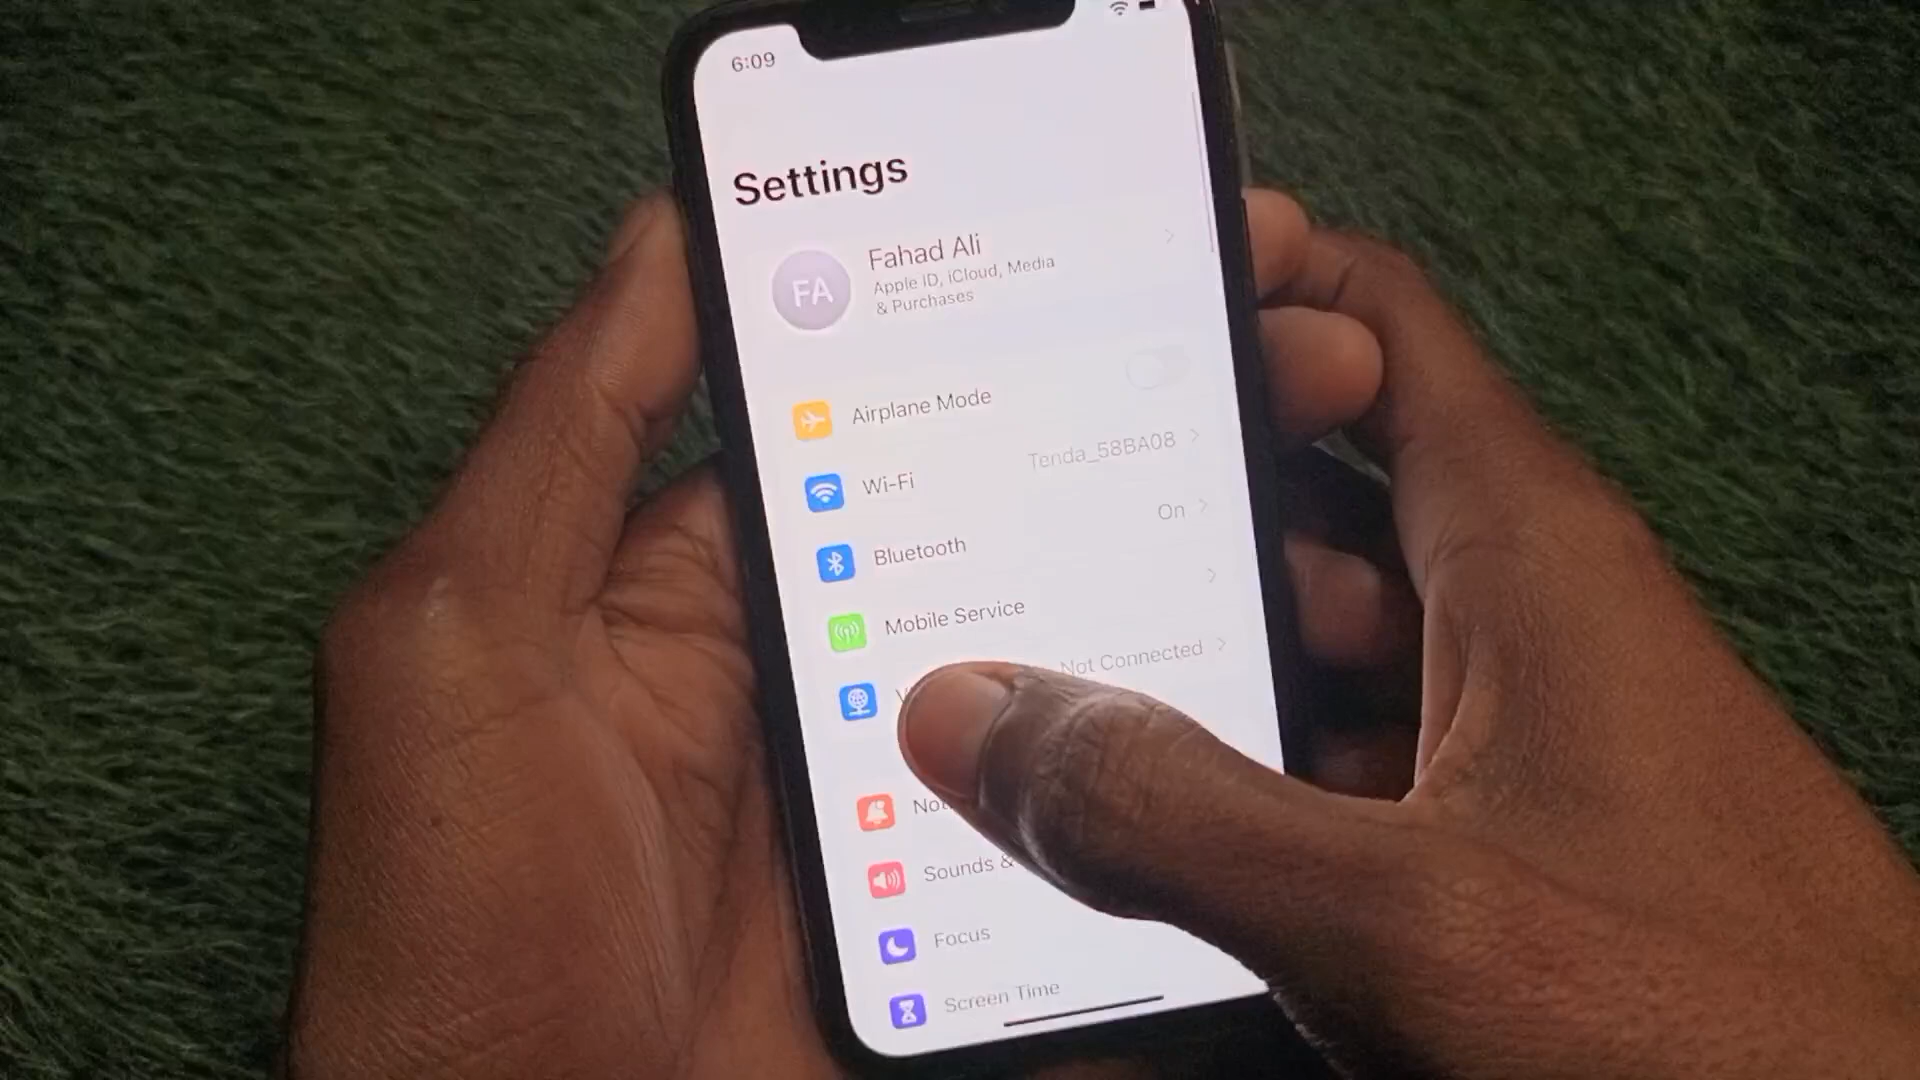 6:09
Settings
FA
Fahad Ali
Apple ID, iCloud, Media
& Purchases
Airplane Mode
Wi-Fi Tenda_58BA08
Bluetooth On
Mobile Service
Not Connected
Sounds &
Focus
Screen Time